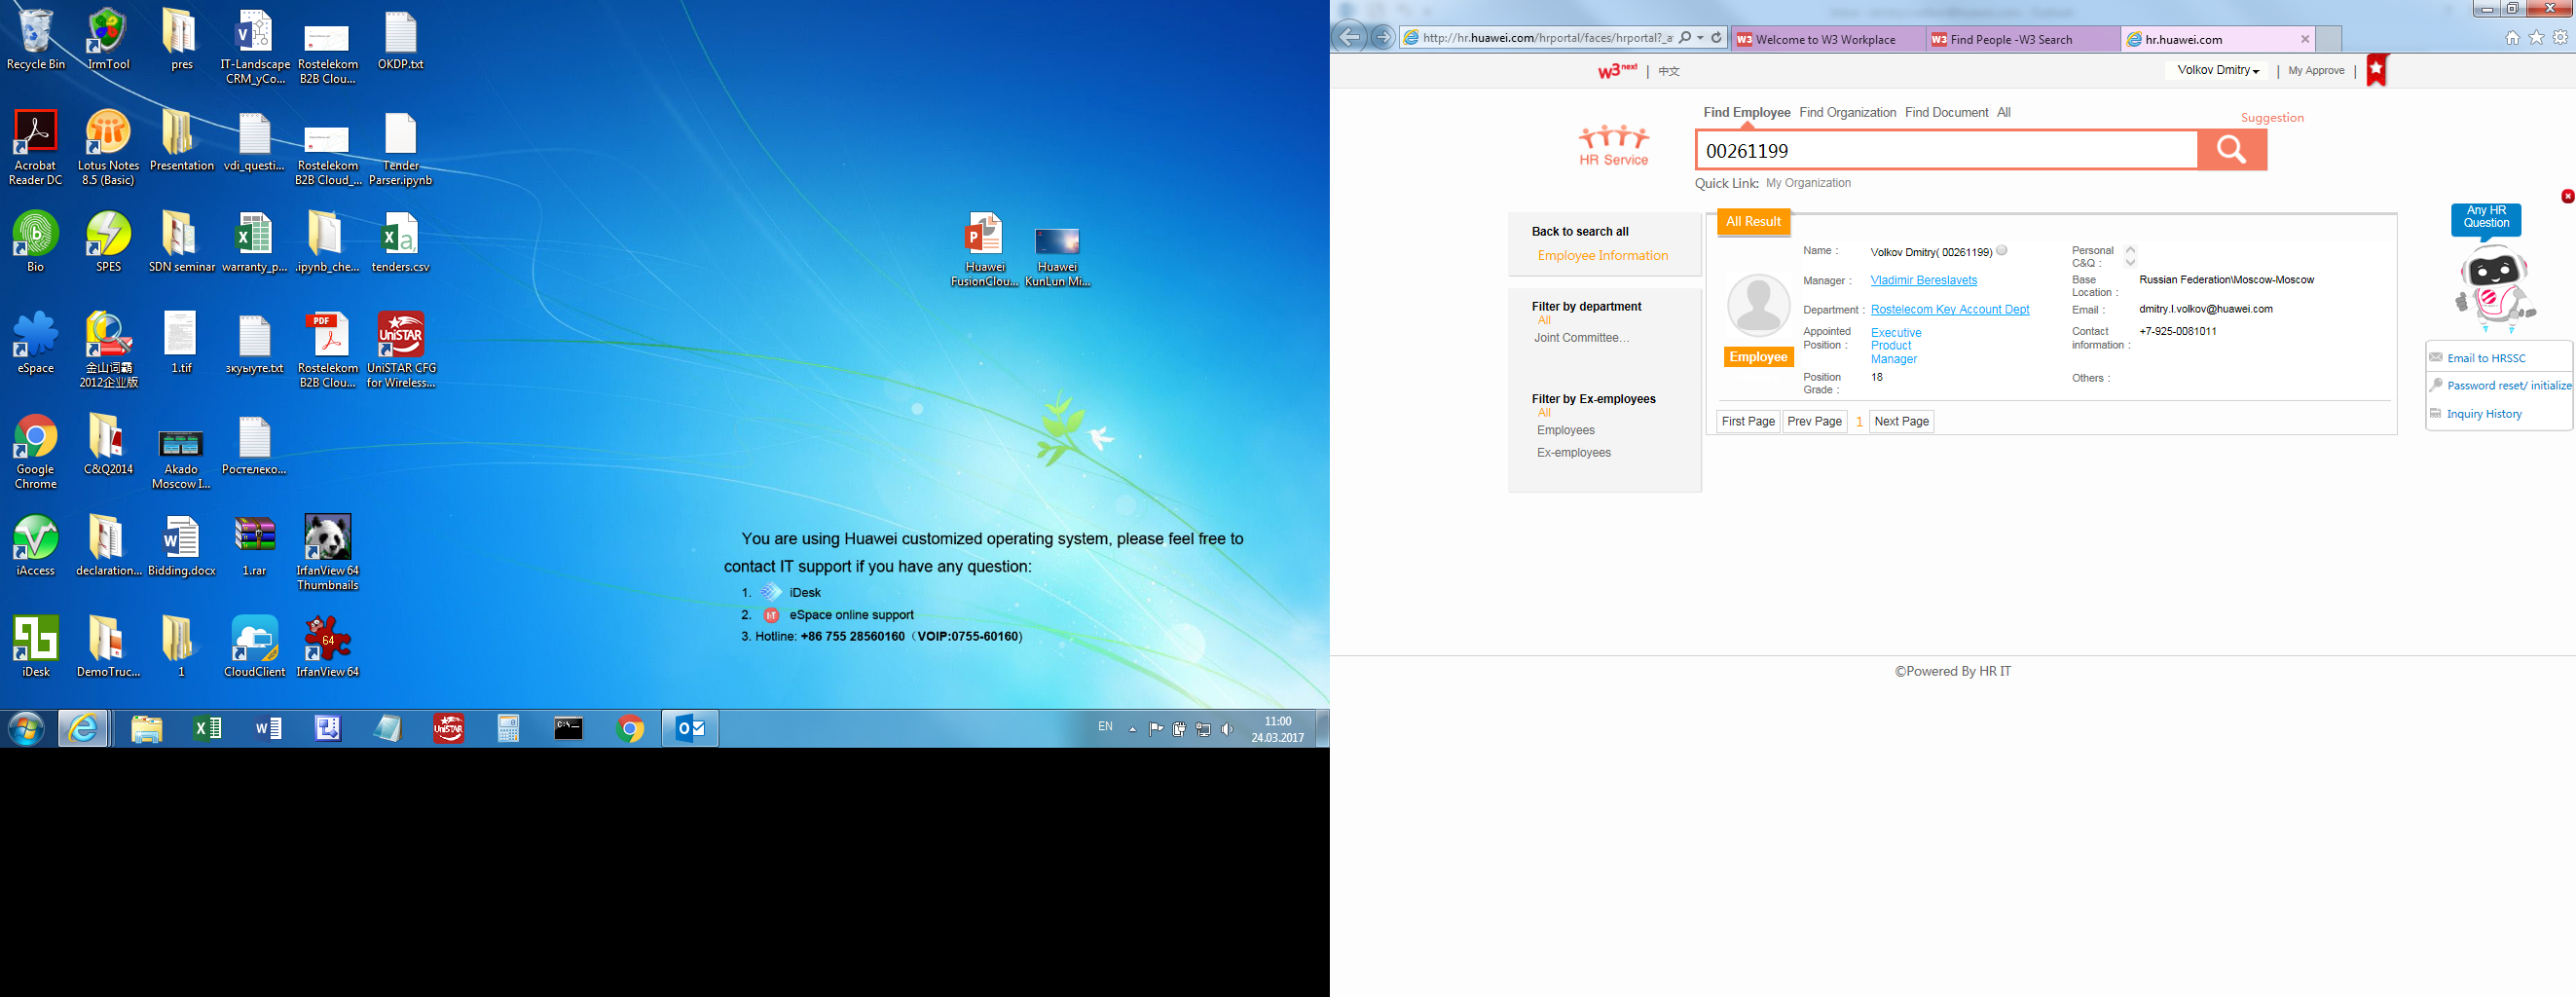 Recycle Bin
IrmTool
pres
IT-Landscape CRM_yCo...
Rostelekom B2B Clou...
OKDP.txt
Acrobat Reader DC
Lotus Notes 8.5 (Basic)
Presentation
vdi_questi...
Rostelekom B2B Cloud_...
Tender Parser.ipynb
Bio
SPES
SDN seminar
warranty_p...
.ipynb_che...
tenders.csv
Huawei FusionClou...
Huawei KunLun Mi...
eSpace
金山词霸 2012企业版
1.tif
зкуыуте.txt
Rostelekom B2B Clou...
UniSTAR CFG for Wireless...
Google Chrome
C&Q2014
Akado Moscow I...
Ростелеко...
iAccess
declaration...
Bidding.docx
1.rar
IrfanView 64 Thumbnails
iDesk
DemoTruc...
1
CloudClient
IrfanView 64
You are using Huawei customized operating system, please feel free to
contact IT support if you have any question:
1. iDesk
2. eSpace online support
3. Hotline: +86 755 28560160（VOIP:0755-60160)
EN
11:00
24.03.2017
http://hr.huawei.com/hrportal/faces/hrportal?_a
W3 Welcome to W3 Workplace
W3 Find People -W3 Search
hr.huawei.com
w3 next | 中文
Volkov Dmitry | My Approve |
HR Service
Find Employee Find Organization Find Document All
Suggestion
00261199
Quick Link: My Organization
Back to search all
Employee Information
Filter by department
All
Joint Committee…
Filter by Ex-employees
All
Employees
Ex-employees
All Result
Employee
Name : Volkov Dmitry( 00261199)
Manager : Vladimir Bereslavets
Department : Rostelecom Key Account Dept
Appointed Position : Executive Product Manager
Position Grade : 18
Personal C&Q :
Base Location : Russian Federation\Moscow-Moscow
Email : dmitry.l.volkov@huawei.com
Contact information : +7-925-0081011
Others :
First Page Prev Page 1 Next Page
Any HR Question
Email to HRSSC
Password reset/ initialize
Inquiry History
©Powered By HR IT